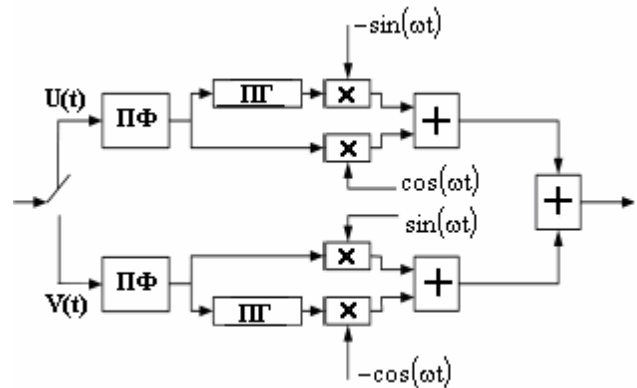 −sin(ωt)
U(t)
ПФ
ПГ
×
+
×
cos(ωt)
+
sin(ωt)
ПФ
×
+
V(t)
ПГ
×
−cos(ωt)